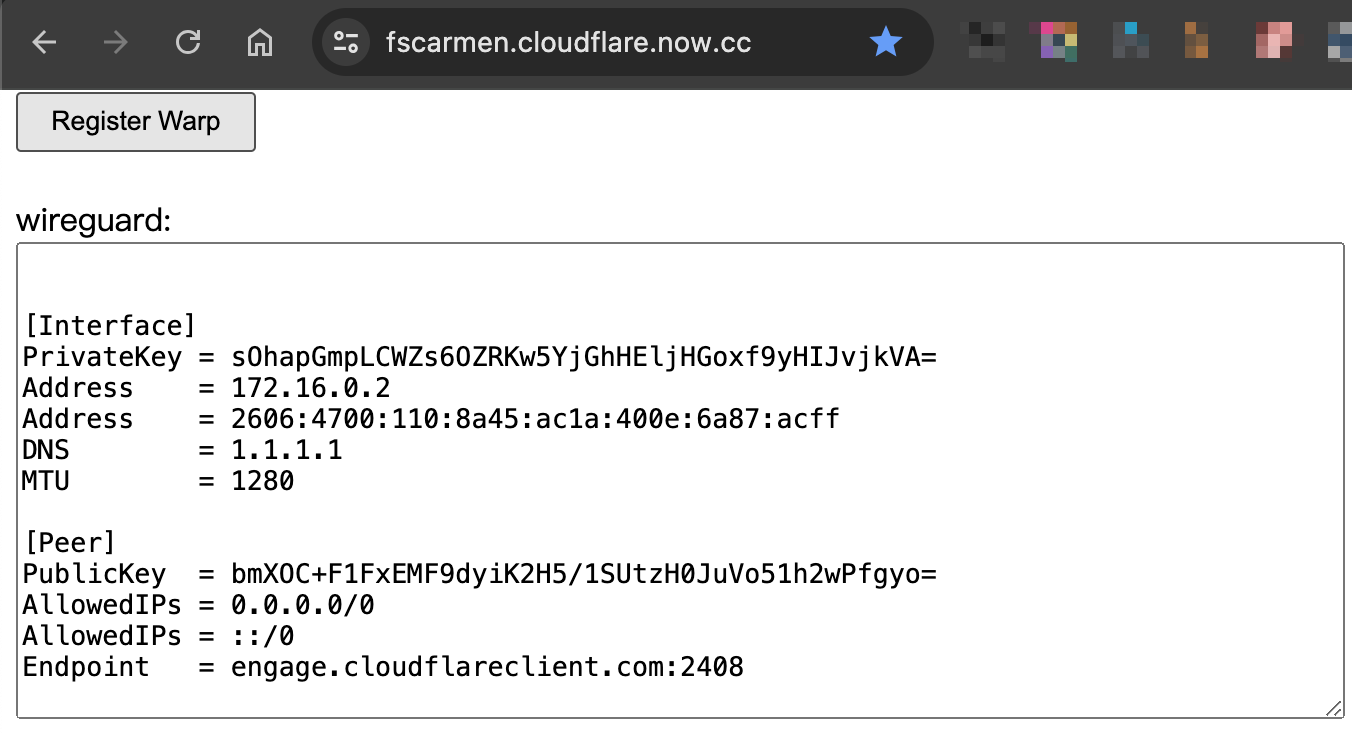 fscarmen.cloudflare.now.cc
Register Warp
wireguard:
[Interface]
PrivateKey = sOhapGmpLCWZs6OZRKw5YjGhHEljHGoxf9yHIJvjkVA=
Address    = 172.16.0.2
Address    = 2606:4700:110:8a45:ac1a:400e:6a87:acff
DNS        = 1.1.1.1
MTU        = 1280
[Peer]
PublicKey  = bmXOC+F1FxEMF9dyiK2H5/1SUtzH0JuVo51h2wPfgyo=
AllowedIPs = 0.0.0.0/0
AllowedIPs = ::/0
Endpoint   = engage.cloudflareclient.com:2408